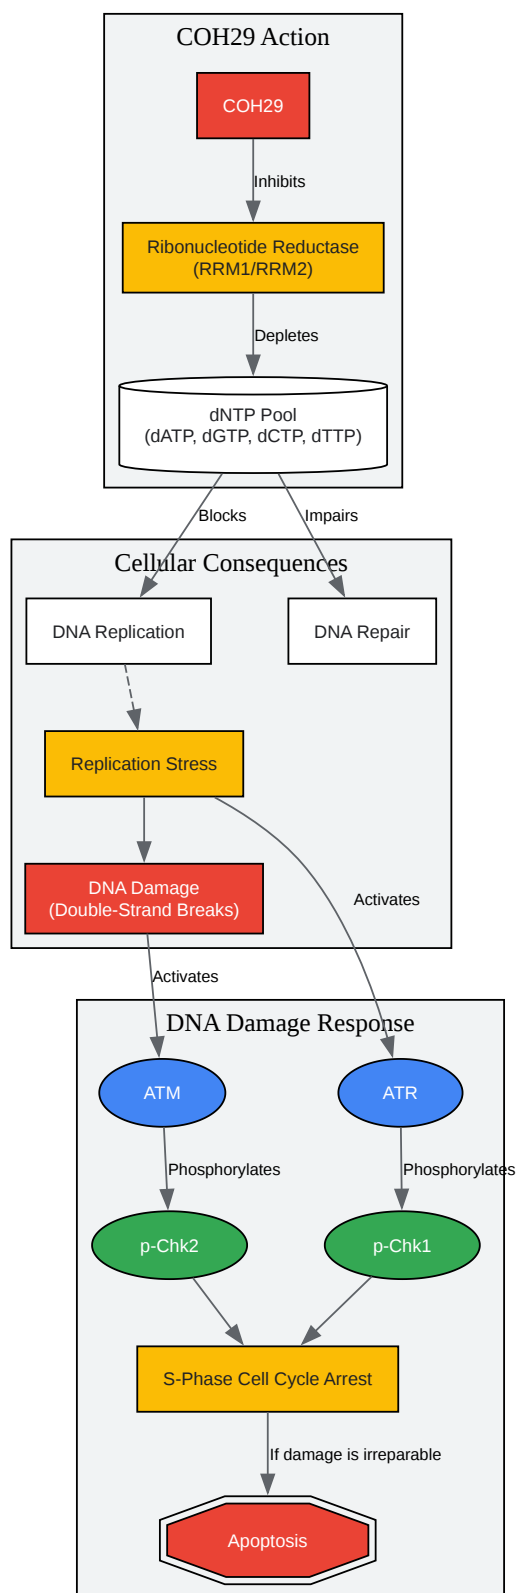 COH29 Action
COH29
Inhibits
Ribonucleotide Reductase
(RRM1/RRM2)
Depletes
dNTP Pool
(dATP, dGTP, dCTP, dTTP)
Blocks
Impairs
Cellular Consequences
DNA Replication
DNA Repair
Replication Stress
DNA Damage
(Double-Strand Breaks)
Activates
Activates
DNA Damage Response
ATM
ATR
Phosphorylates
Phosphorylates
p-Chk2
p-Chk1
S-Phase Cell Cycle Arrest
If damage is irreparable
Apoptosis